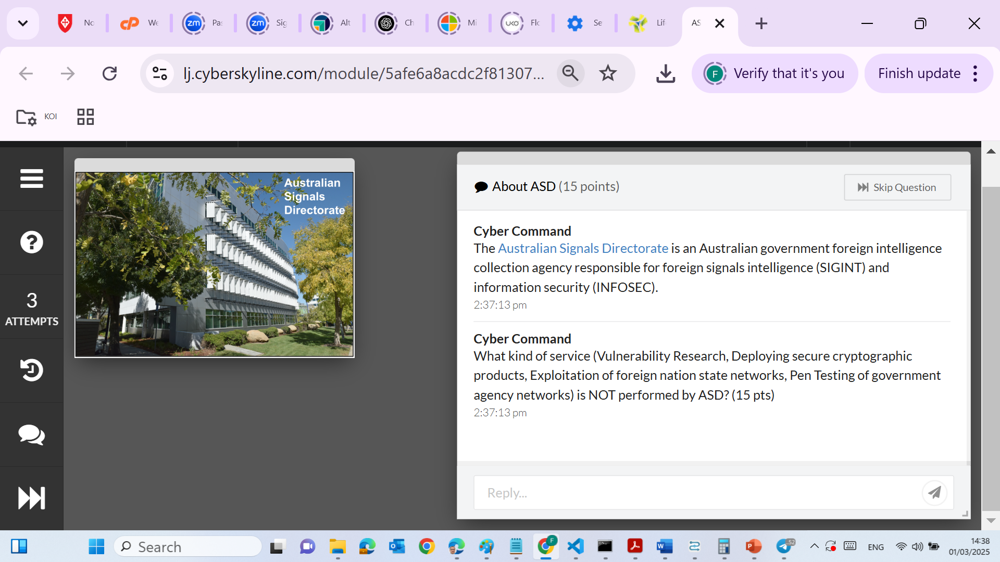 No
We
Pa
Sig
Alt
Ch
Mi
Flo
Se
Lif
AS
lj.cyberskyline.com/module/5afe6a8acdc2f81307...
Verify that it's you
Finish update
KOI
3
ATTEMPTS
Australian
Signals
Directorate
About ASD (15 points)
Skip Question
Cyber Command
The Australian Signals Directorate is an Australian government foreign intelligence
collection agency responsible for foreign signals intelligence (SIGINT) and
information security (INFOSEC).
2:37:13 pm
Cyber Command
What kind of service (Vulnerability Research, Deploying secure cryptographic
products, Exploitation of foreign nation state networks, Pen Testing of government
agency networks) is NOT performed by ASD? (15 pts)
2:37:13 pm
Reply...
Search
ENG
14:38
01/03/2025